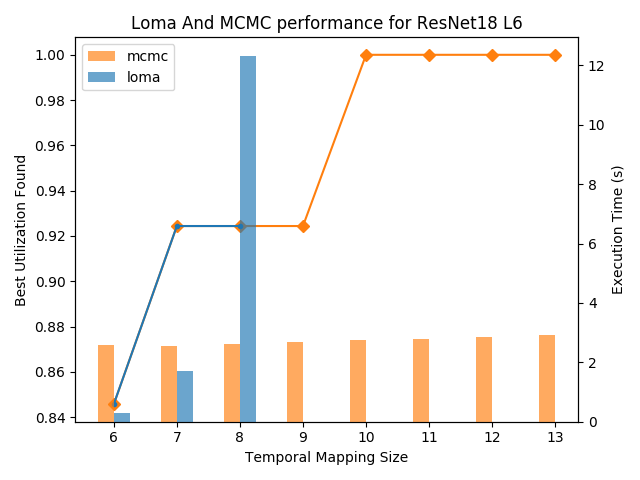 Loma And MCMC performance for ResNet18 L6
mcmc
loma
1.00
0.98
0.96
0.94
0.92
0.90
0.88
0.86
0.84
Best Utilization Found
12
10
8
6
4
2
0
Execution Time (s)
6 7 8 9 10 11 12 13
Temporal Mapping Size